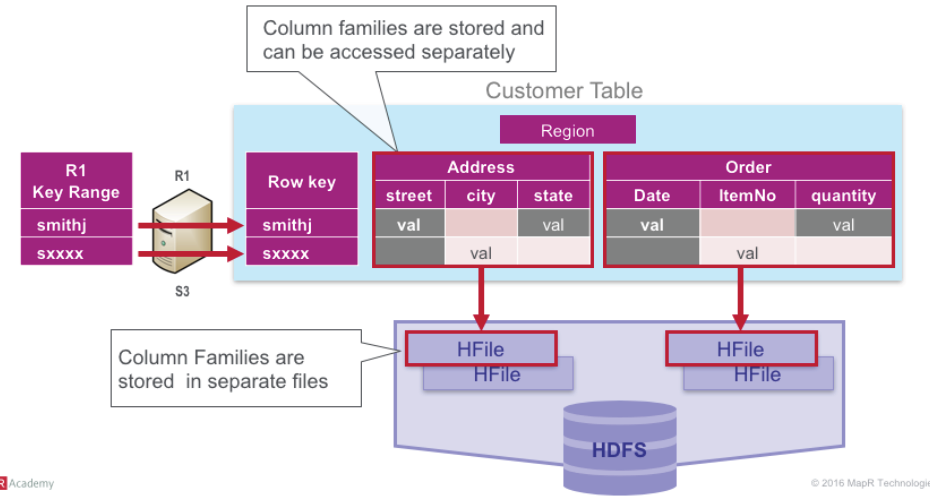 Column families are stored and
can be accessed separately
Customer Table
Region
R1
Key Range
smithj
sxxxx
R1
S3
Row key
smithj
sxxxx
Address
street city state
val val
val
Order
Date ItemNo quantity
val val
val
Column Families are
stored in separate files
HFile
HFile
HFile
HFile
HDFS
R Academy
© 2016 MapR Technologie